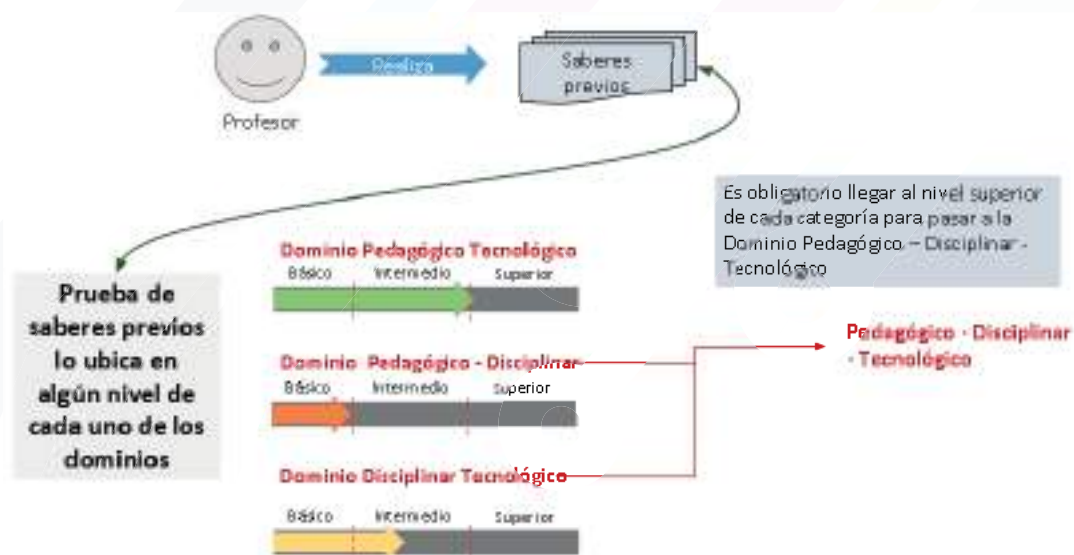 Realiza
Saberes
previos
Profesor
Es obligatorio llegar al nivel superior
de cada categoría para pasar a la
Dominio Pedagógico – Disciplinar -
Tecnológico
Prueba de
saberes previos
lo ubica en
algún nivel de
cada uno de los
dominios
Dominio Pedagógico Tecnológico
Básico Intermedio Superior
Dominio Pedagógico - Disciplinar
Básico Intermedio Superior
Pedagógico - Disciplinar
- Tecnológico
Dominio Disciplinar Tecnológico
Básico Intermedio Superior